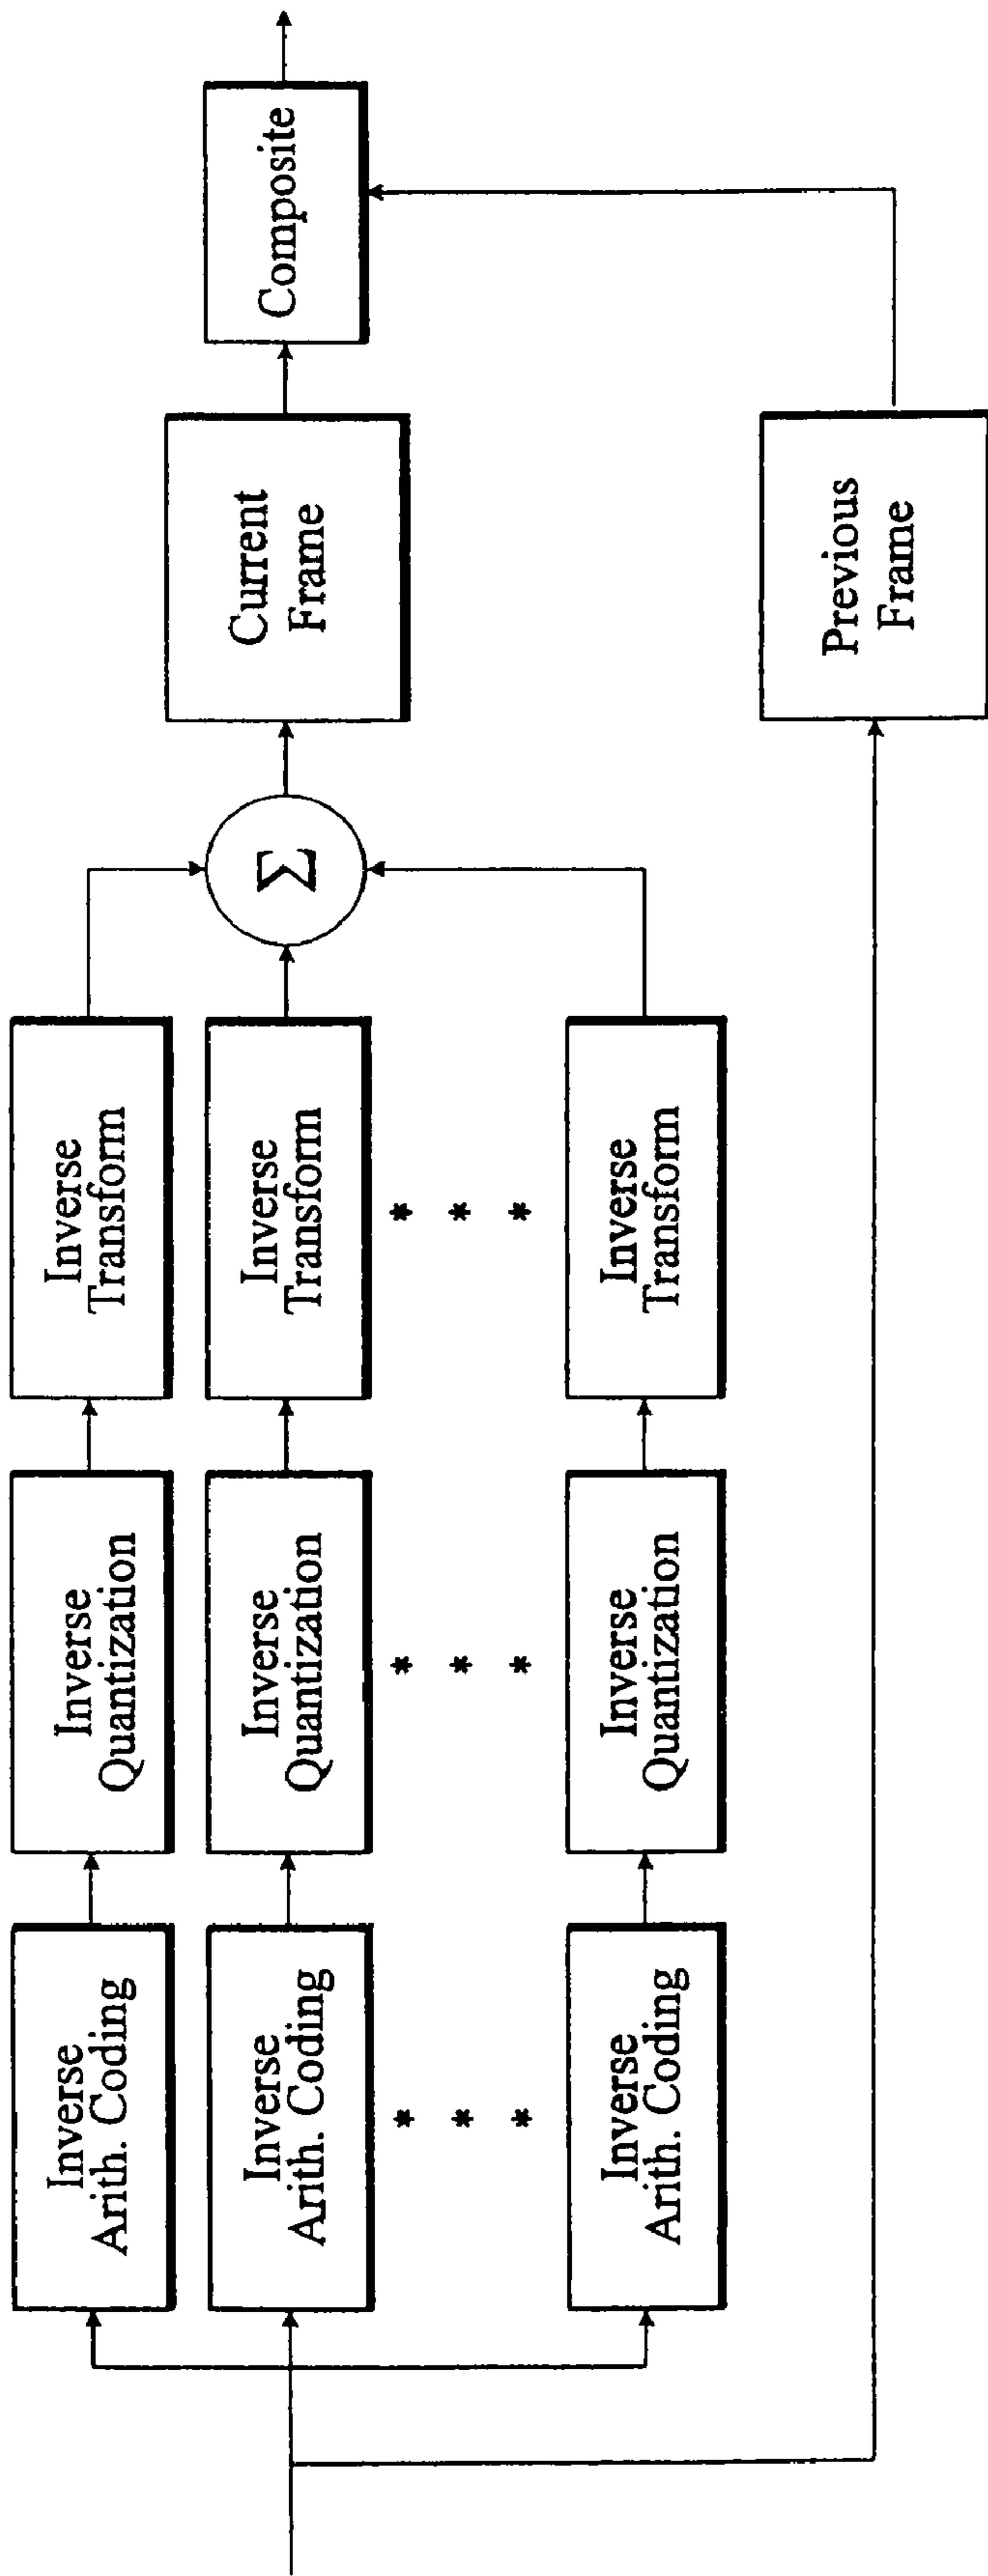 Inverse
Arith. Coding
Inverse
Quantization
Inverse
Transform
Inverse
Arith. Coding
Inverse
Quantization
Inverse
Transform
Σ
Current
Frame
Composite
* * *
* * *
* * *
Inverse
Arith. Coding
Inverse
Quantization
Inverse
Transform
Previous
Frame